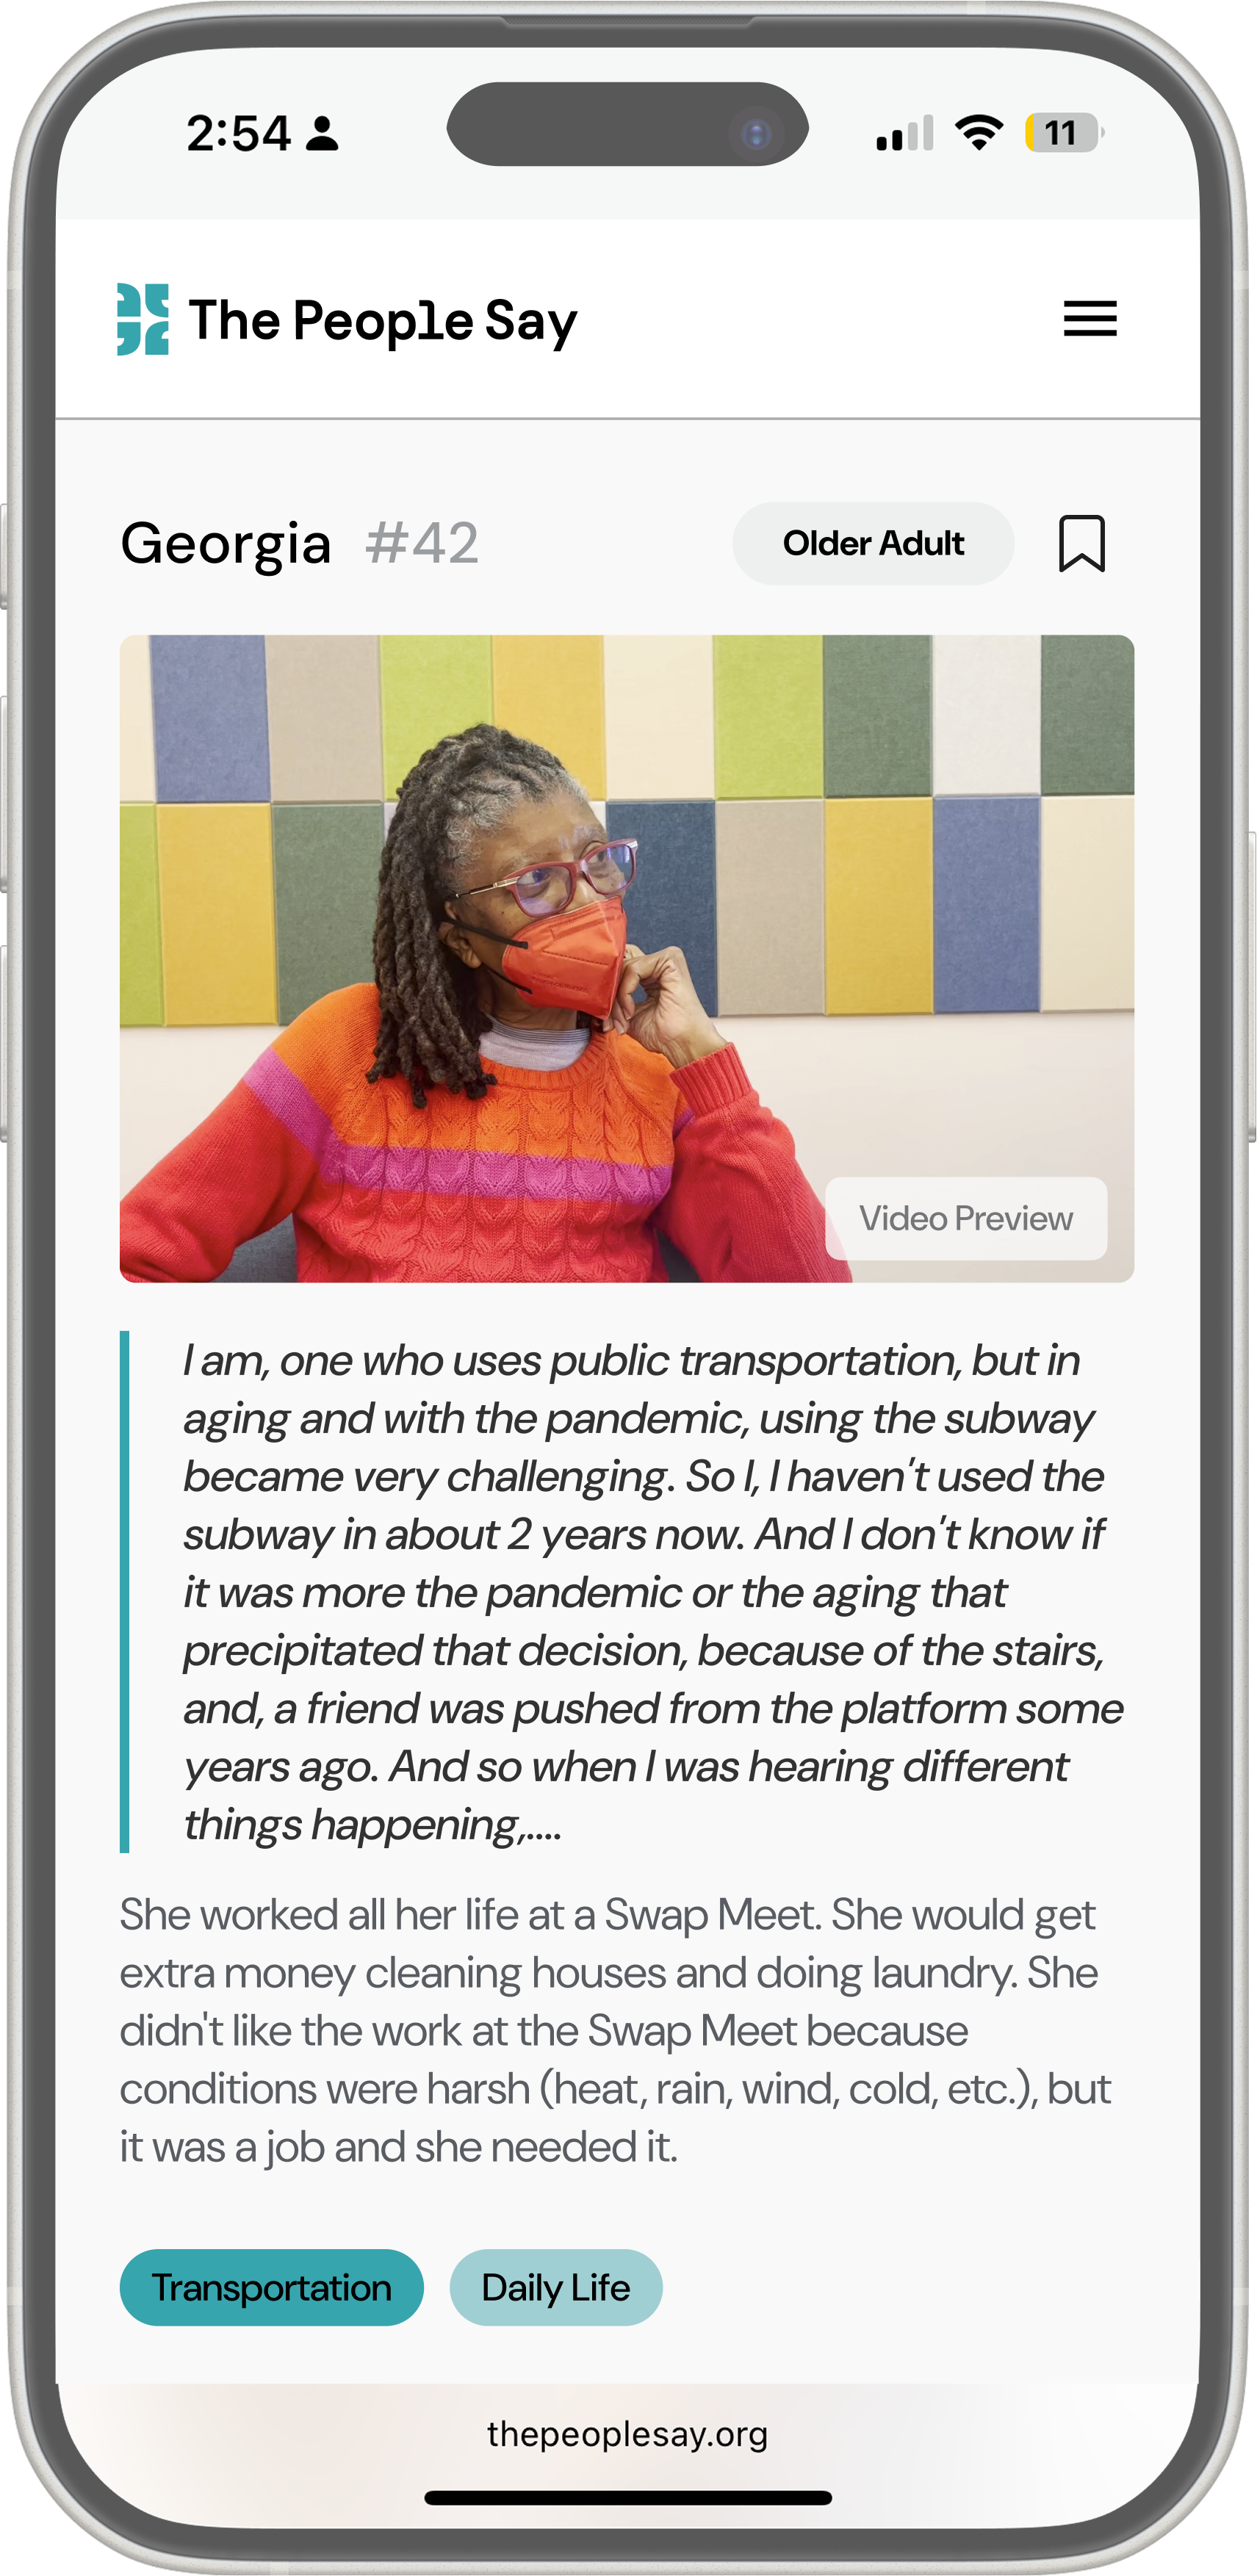 2:54
11
The People Say
Georgia #42
Older Adult
Video Preview
I am, one who uses public transportation, but in
aging and with the pandemic, using the subway
became very challenging. So I, I haven't used the
subway in about 2 years now. And I don't know if
it was more the pandemic or the aging that
precipitated that decision, because of the stairs,
and, a friend was pushed from the platform some
years ago. And so when I was hearing different
things happening,....
She worked all her life at a Swap Meet. She would get
extra money cleaning houses and doing laundry. She
didn't like the work at the Swap Meet because
conditions were harsh (heat, rain, wind, cold, etc.), but
it was a job and she needed it.
Transportation
Daily Life
thepeoplesay.org